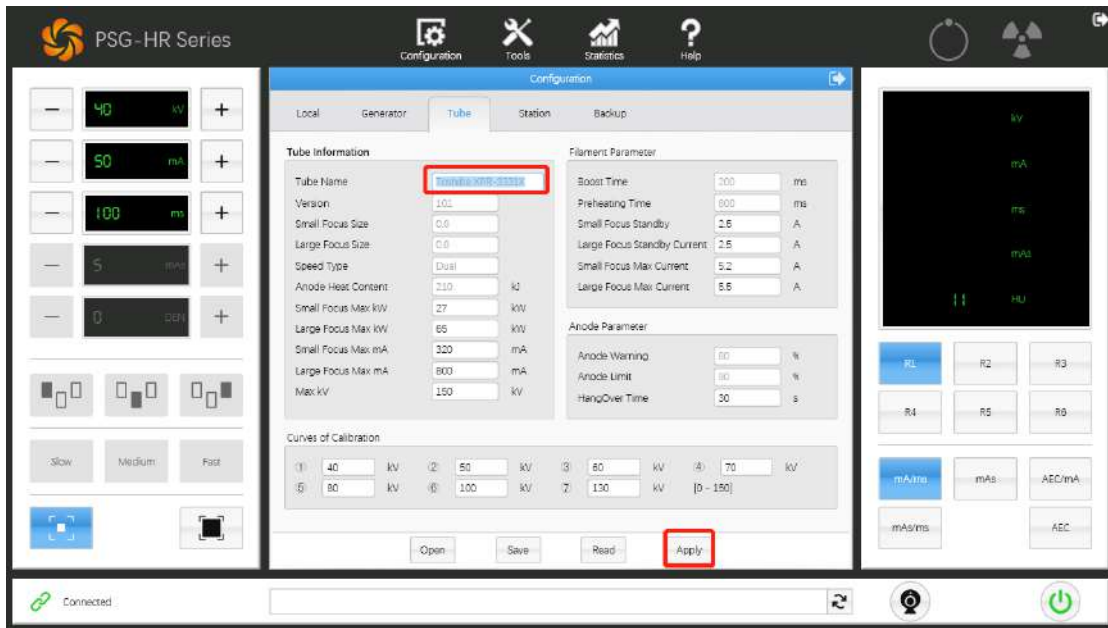 PSG-HR Series
Configuration
Tools
Statistics
Help
Configuration
40 kV
50 mA
100 ms
5 mAs
0 DEN
Slow
Medium
Fast
Local
Generator
Tube
Station
Backup
Tube Information
Tube Name
Version 101
Small Focus Size 0.6
Large Focus Size
Speed Type Dual
Anode Heat Content 210 kJ
Small Focus Max kW 27 kW
Large Focus Max kW 65 kW
Small Focus Max mA 320 mA
Large Focus Max mA 800 mA
Max kV 150 kV
Filament Parameter
Boost Time 200 ms
Preheating Time 800 ms
Small Focus Standby 2.5 A
Large Focus Standby Current 2.5 A
Small Focus Max Current 5.2 A
Large Focus Max Current 5.5 A
Anode Parameter
Anode Warning 80 %
Anode Limit %
HangOver Time 30 s
Curves of Calibration
① 40 kV ② 50 kV ③ 60 kV ④ 70 kV
⑤ 80 kV ⑥ 100 kV ⑦ 130 kV [0 - 150]
Open
Save
Read
Apply
kV
mA
ms
mAs
11 HU
R1
R2
R3
R4
R5
R6
mA/ms
mAs
AEC/mA
mAs/ms
AEC
Connected